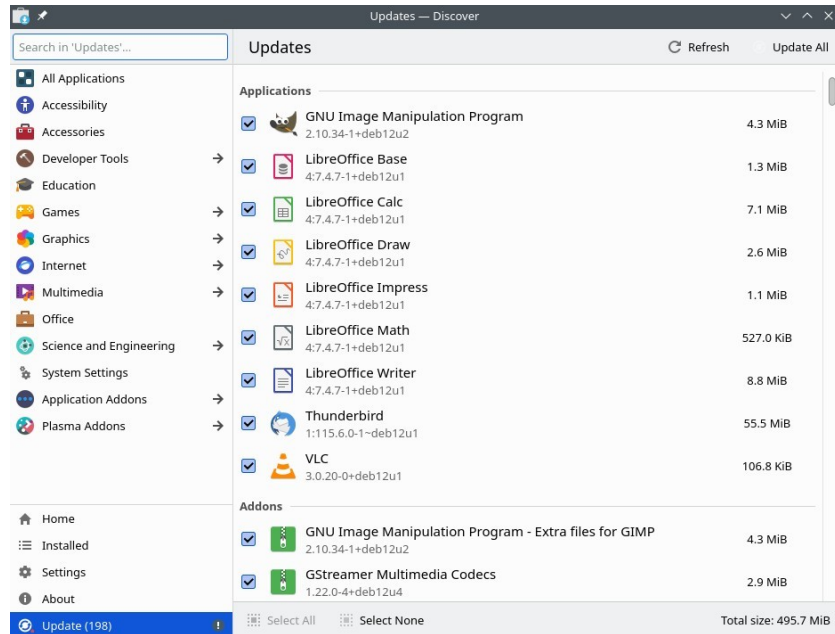 Updates — Discover
Search in 'Updates'...
Updates
Refresh
Update All
All Applications
Accessibility
Accessories
Developer Tools
Education
Games
Graphics
Internet
Multimedia
Office
Science and Engineering
System Settings
Application Addons
Plasma Addons
Home
Installed
Settings
About
Update (198)
Applications
GNU Image Manipulation Program
2.10.34-1+deb12u2
4.3 MiB
LibreOffice Base
4:7.4.7-1+deb12u1
1.3 MiB
LibreOffice Calc
4:7.4.7-1+deb12u1
7.1 MiB
LibreOffice Draw
4:7.4.7-1+deb12u1
2.6 MiB
LibreOffice Impress
4:7.4.7-1+deb12u1
1.1 MiB
LibreOffice Math
4:7.4.7-1+deb12u1
527.0 KiB
LibreOffice Writer
4:7.4.7-1+deb12u1
8.8 MiB
Thunderbird
1:115.6.0-1~deb12u1
55.5 MiB
VLC
3.0.20-0+deb12u1
106.8 KiB
Addons
GNU Image Manipulation Program - Extra files for GIMP
2.10.34-1+deb12u2
4.3 MiB
GStreamer Multimedia Codecs
1.22.0-4+deb12u4
2.9 MiB
Select All
Select None
Total size: 495.7 MiB